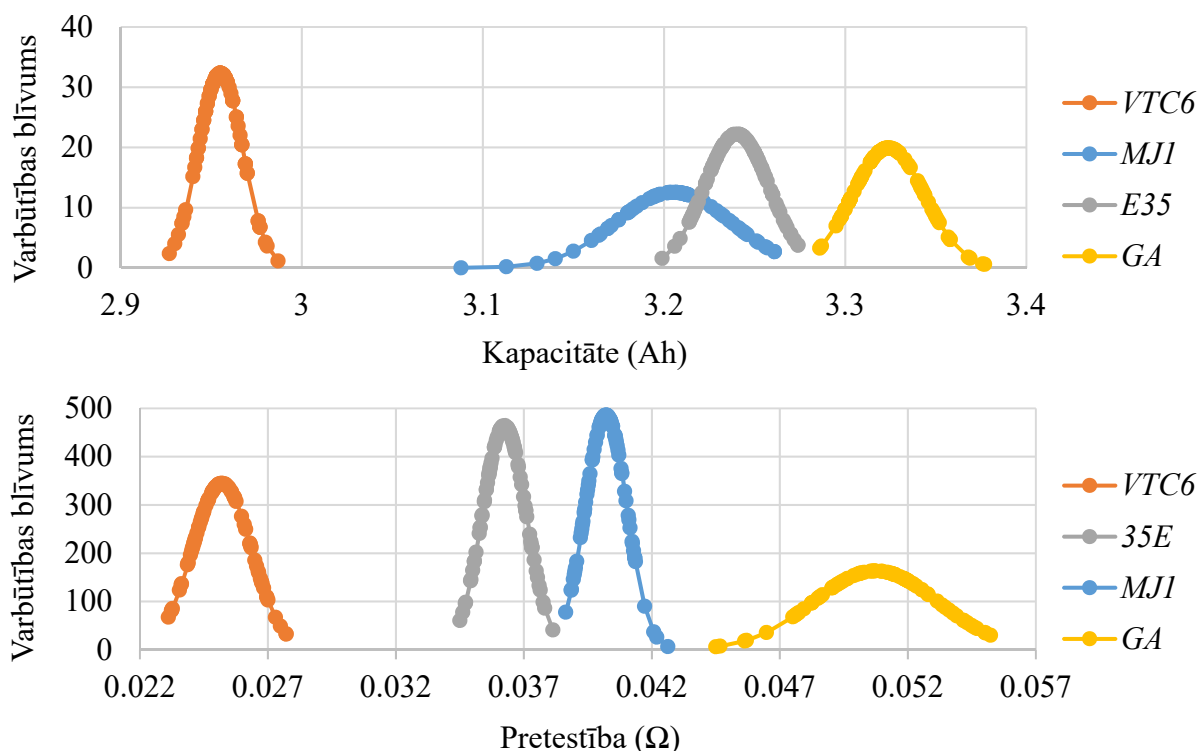 Varbūtības blīvums
40
30
20
10
0
2.9 3 3.1 3.2 3.3 3.4
Kapacitāte (Ah)
VTC6
MJ1
E35
GA
Varbūtības blīvums
500
400
300
200
100
0
0.022 0.027 0.032 0.037 0.042 0.047 0.052 0.057
Pretestība (Ω)
VTC6
35E
MJ1
GA